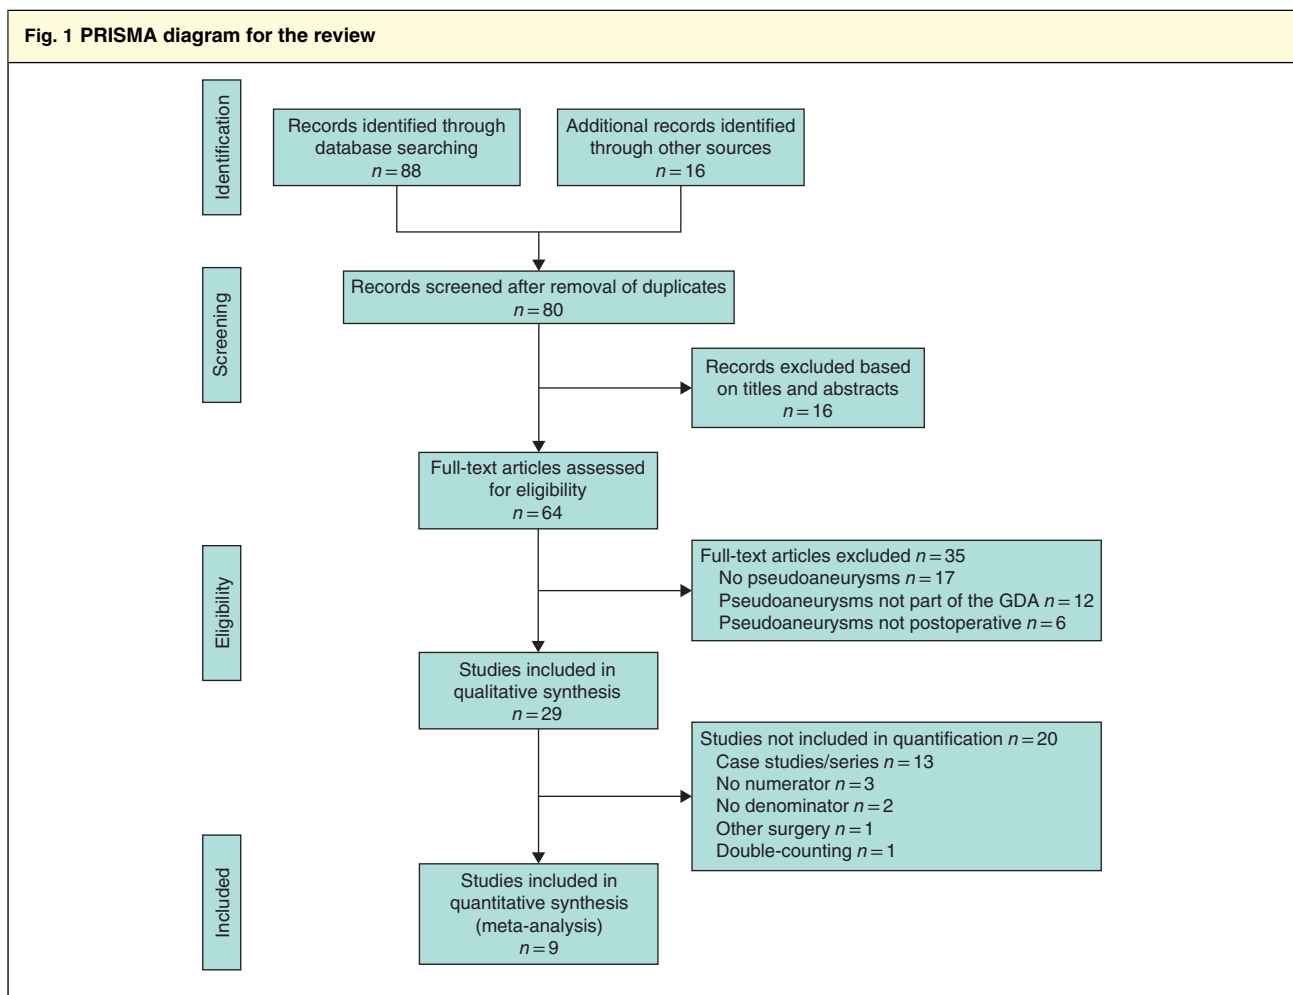 Fig. 1 PRISMA diagram for the review
Identification
Records identified through
database searching
n = 88
Additional records identified
through other sources
n = 16
Screening
Records screened after removal of duplicates
n = 80
Records excluded based
on titles and abstracts
n = 16
Full-text articles assessed
for eligibility
n = 64
Eligibility
Full-text articles excluded n = 35
No pseudoaneurysms n = 17
Pseudoaneurysms not part of the GDA n = 12
Pseudoaneurysms not postoperative n = 6
Studies included in
qualitative synthesis
n = 29
Studies not included in quantification n = 20
Case studies/series n = 13
No numerator n = 3
No denominator n = 2
Other surgery n = 1
Double-counting n = 1
Included
Studies included in
quantitative synthesis
(meta-analysis)
n = 9